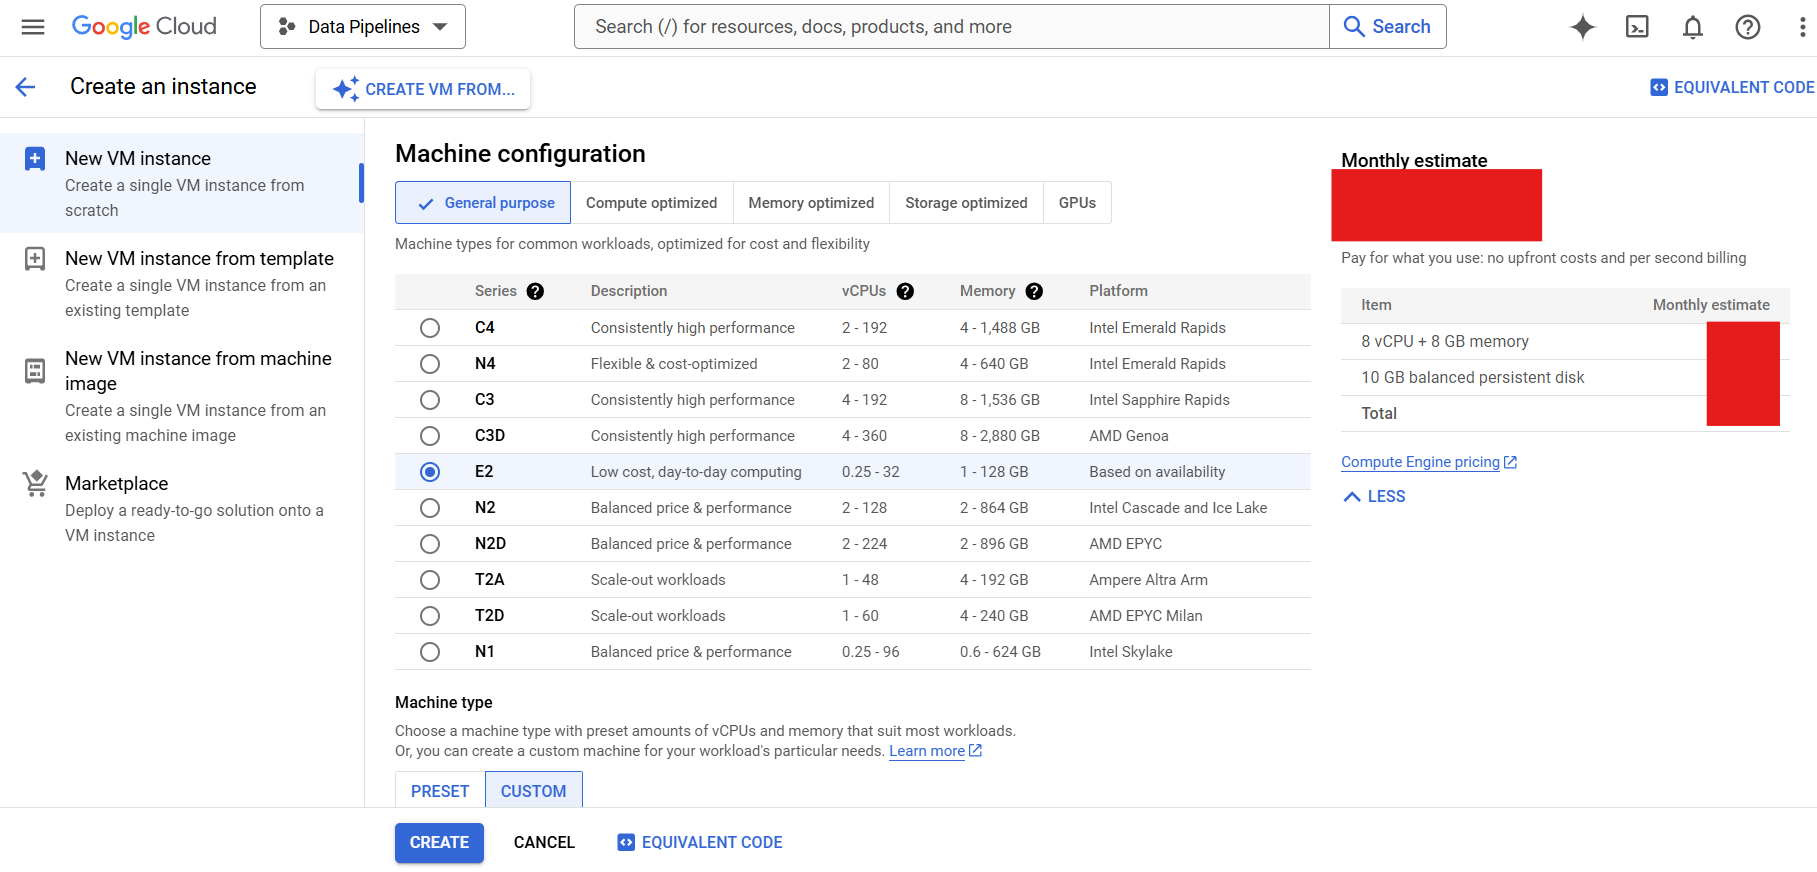 Google Cloud
Data Pipelines
Search (/) for resources, docs, products, and more
Search
Create an instance
CREATE VM FROM...
EQUIVALENT CODE
New VM instance
Create a single VM instance from
scratch
New VM instance from template
Create a single VM instance from an
existing template
New VM instance from machine
image
Create a single VM instance from an
existing machine image
Marketplace
Deploy a ready-to-go solution onto a
VM instance
Machine configuration
General purpose
Compute optimized
Memory optimized
Storage optimized
GPUs
Machine types for common workloads, optimized for cost and flexibility
Series Description vCPUs Memory Platform
C4 Consistently high performance 2 - 192 4 - 1,488 GB Intel Emerald Rapids
N4 Flexible & cost-optimized 2 - 80 4 - 640 GB Intel Emerald Rapids
C3 Consistently high performance 4 - 192 8 - 1,536 GB Intel Sapphire Rapids
C3D Consistently high performance 4 - 360 8 - 2,880 GB AMD Genoa
E2 Low cost, day-to-day computing 0.25 - 32 1 - 128 GB Based on availability
N2 Balanced price & performance 2 - 128 2 - 864 GB Intel Cascade and Ice Lake
N2D Balanced price & performance 2 - 224 2 - 896 GB AMD EPYC
T2A Scale-out workloads 1 - 48 4 - 192 GB Ampere Altra Arm
T2D Scale-out workloads 1 - 60 4 - 240 GB AMD EPYC Milan
N1 Balanced price & performance 0.25 - 96 0.6 - 624 GB Intel Skylake
Machine type
Choose a machine type with preset amounts of vCPUs and memory that suit most workloads.
Or, you can create a custom machine for your workload's particular needs. Learn more
PRESET
CUSTOM
CREATE
CANCEL
EQUIVALENT CODE
Monthly estimate
Pay for what you use: no upfront costs and per second billing
Item Monthly estimate
8 vCPU + 8 GB memory
10 GB balanced persistent disk
Total
Compute Engine pricing
LESS